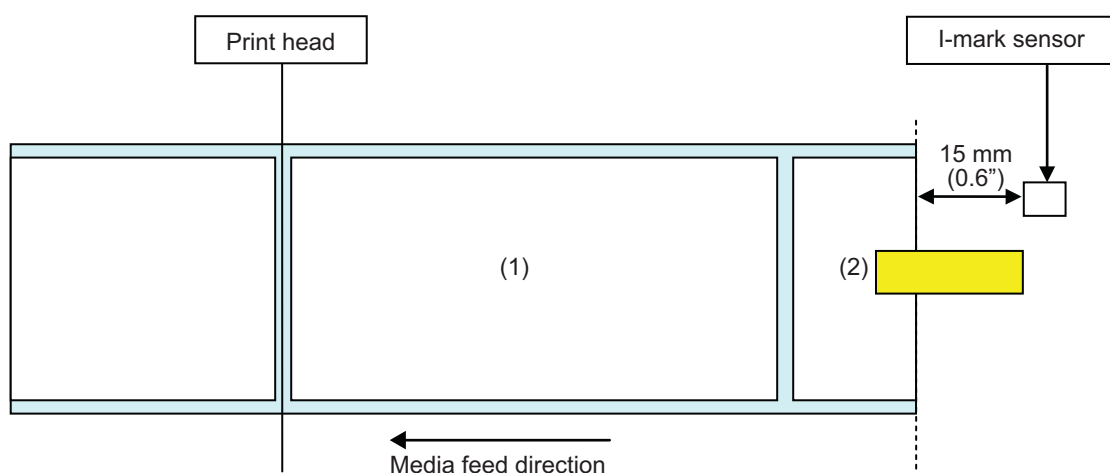 Print head
I-mark sensor
15 mm
(0.6”)
(1)
(2)
Media feed direction